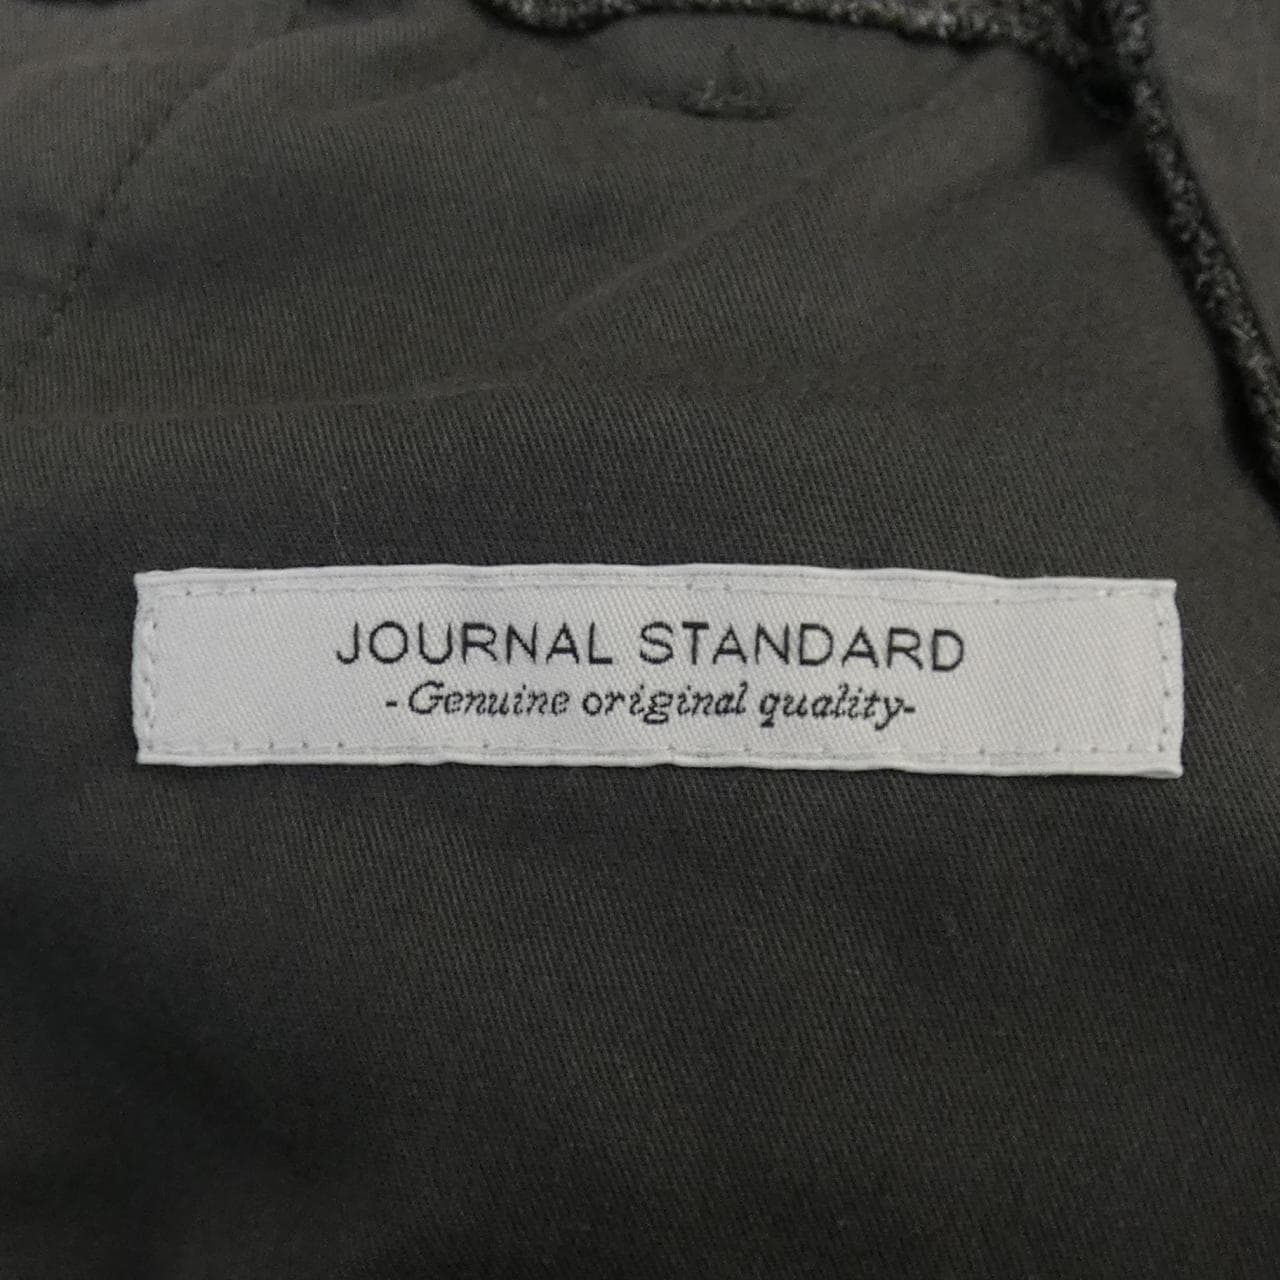 JOURNAL STANDARD
-Genuine original quality-